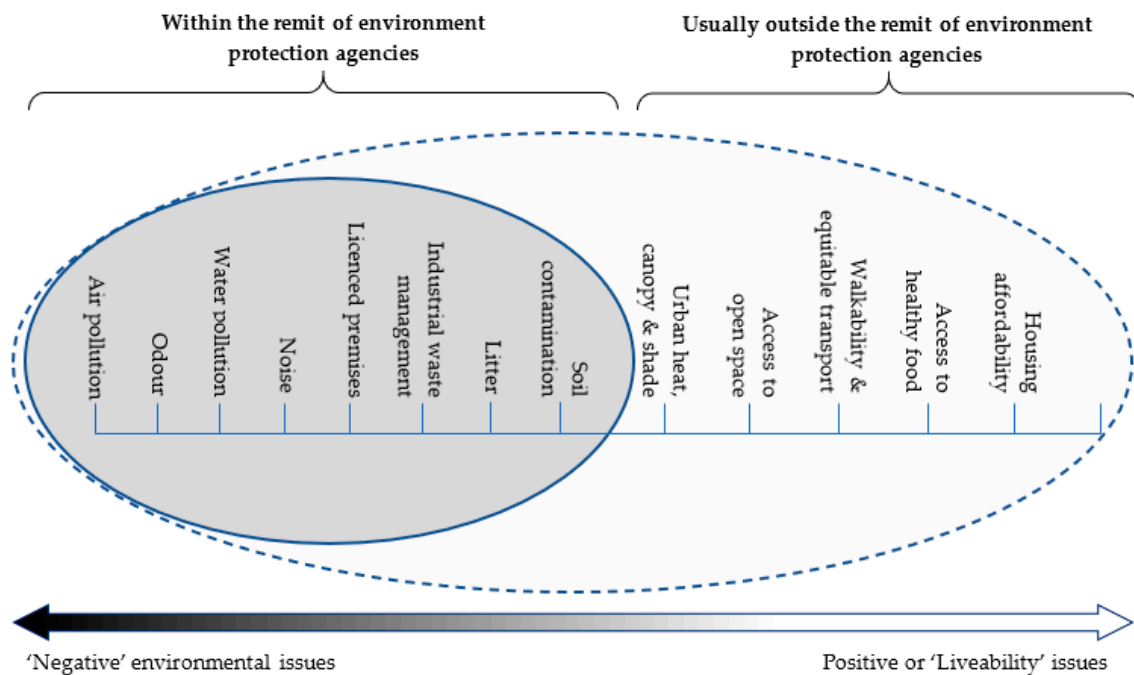 Within the remit of environment
protection agencies
Usually outside the remit of environment
protection agencies
Air pollution
Odour
Water pollution
Noise
Licenced premises
Industrial waste
management
Litter
Soil
contamination
Urban heat,
canopy & shade
Access to
open space
Walkability &
equitable transport
Access to
healthy food
Housing
affordability
‘Negative’ environmental issues
Positive or ‘Liveability’ issues